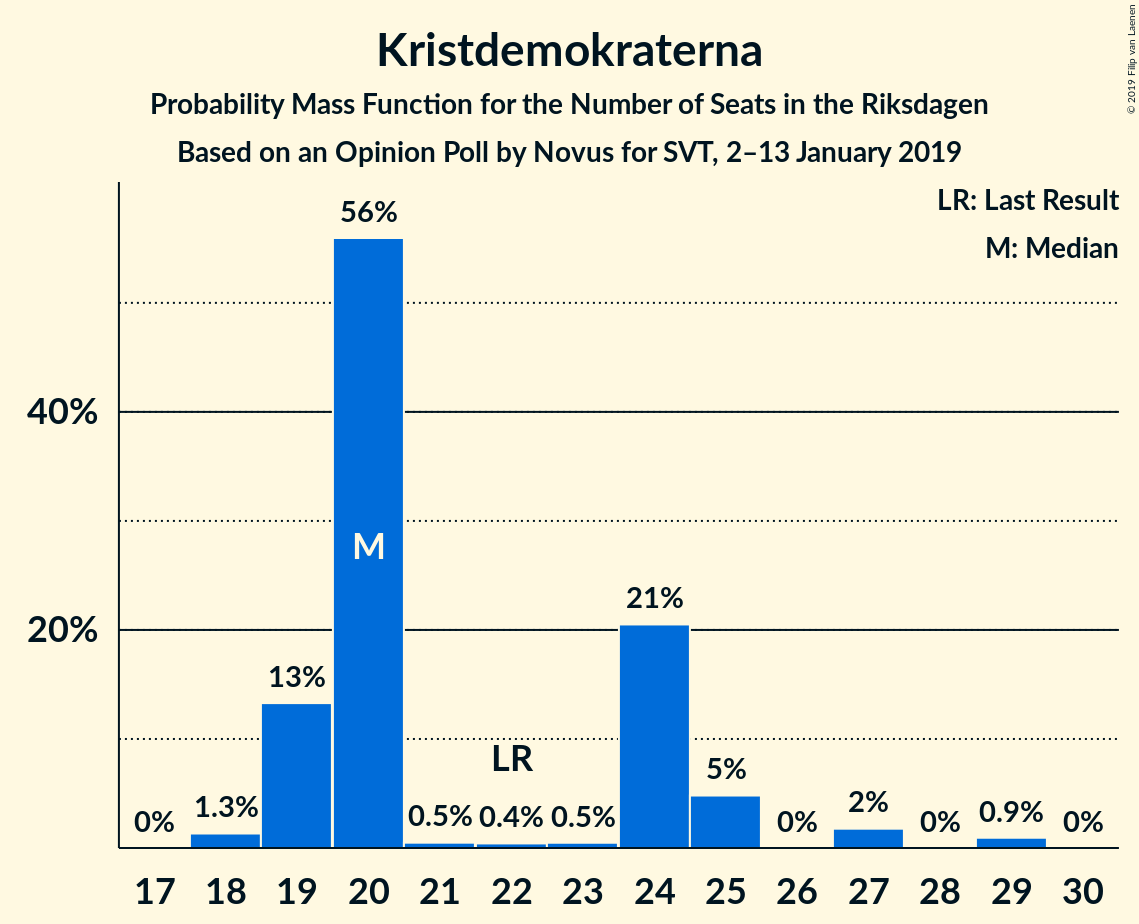 Kristdemokraterna
Probability Mass Function for the Number of Seats in the Riksdagen
Based on an Opinion Poll by Novus for SVT, 2–13 January 2019
© 2019 Filip van Laenen
LR: Last Result
M: Median
56%
40%
M
21%
20%
13%
LR
5%
0% 1.3% 0.5% 0.4% 0.5% 0% 2% 0% 0.9% 0%
17 18 19 20 21 22 23 24 25 26 27 28 29 30